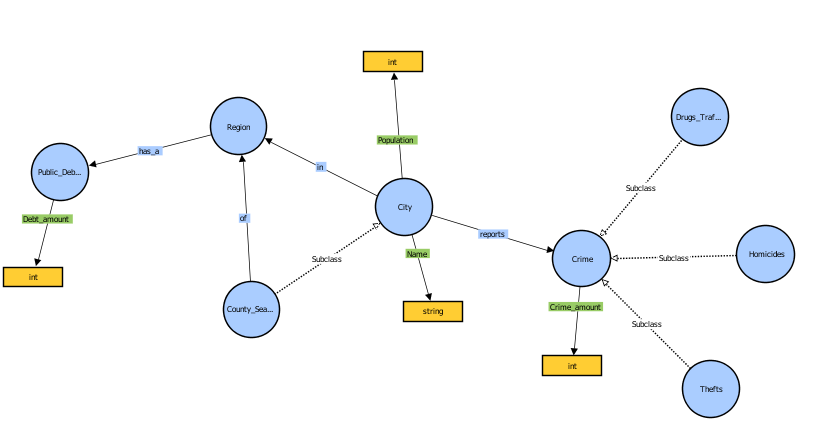 int
Drugs_Traf...
Region
Population
has_a
in
Public_Deb...
Subclass
City
Debt_amount
of
reports
Name
Subclass
Crime
Subclass
Homicides
int
County_Sea...
string
Crime_amount
Subclass
int
Thefts